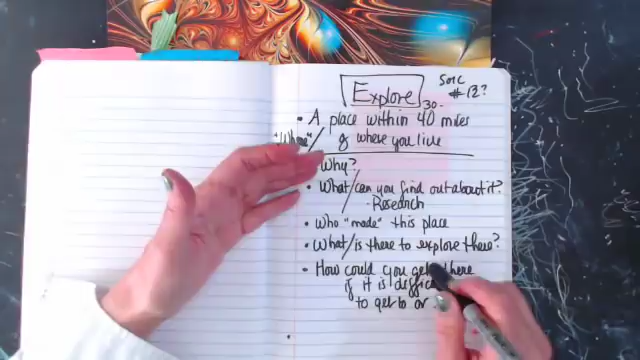 Explore
SOTC
#12?
30-
• A place within 40 miles
"Where" / of where you live
Why?
• What/can you find out about it?
- Research
• Who "made" this place
• What/is there to explore there?
• How could you get there
if it is
to get to or